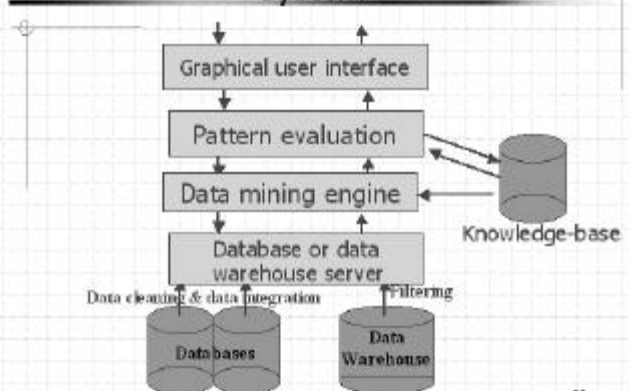 Graphical user interface
Pattern evaluation
Data mining engine
Knowledge-base
Database or data
warehouse server
Data cleaning & data integration
Filtering
Databases
Data
Warehouse